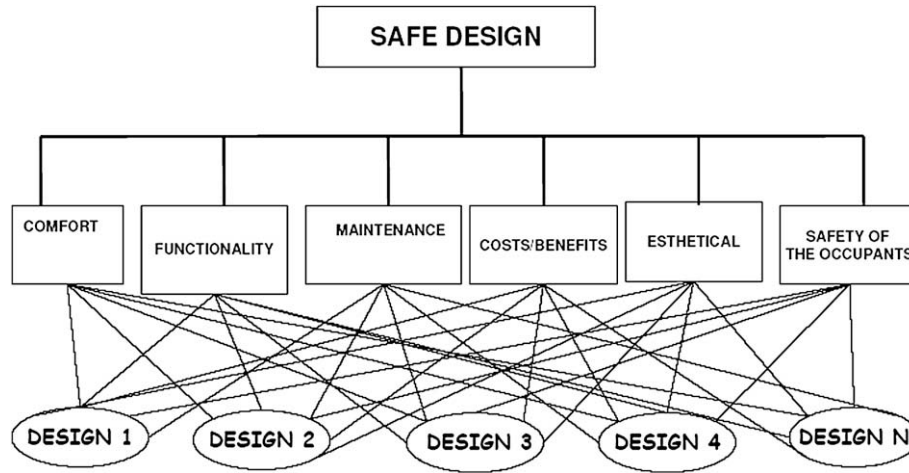 SAFE DESIGN
COMFORT
FUNCTIONALITY
MAINTENANCE
COSTS/BENEFITS
ESTHETICAL
SAFETY OF
THE OCCUPANTS
DESIGN 1
DESIGN 2
DESIGN 3
DESIGN 4
DESIGN N